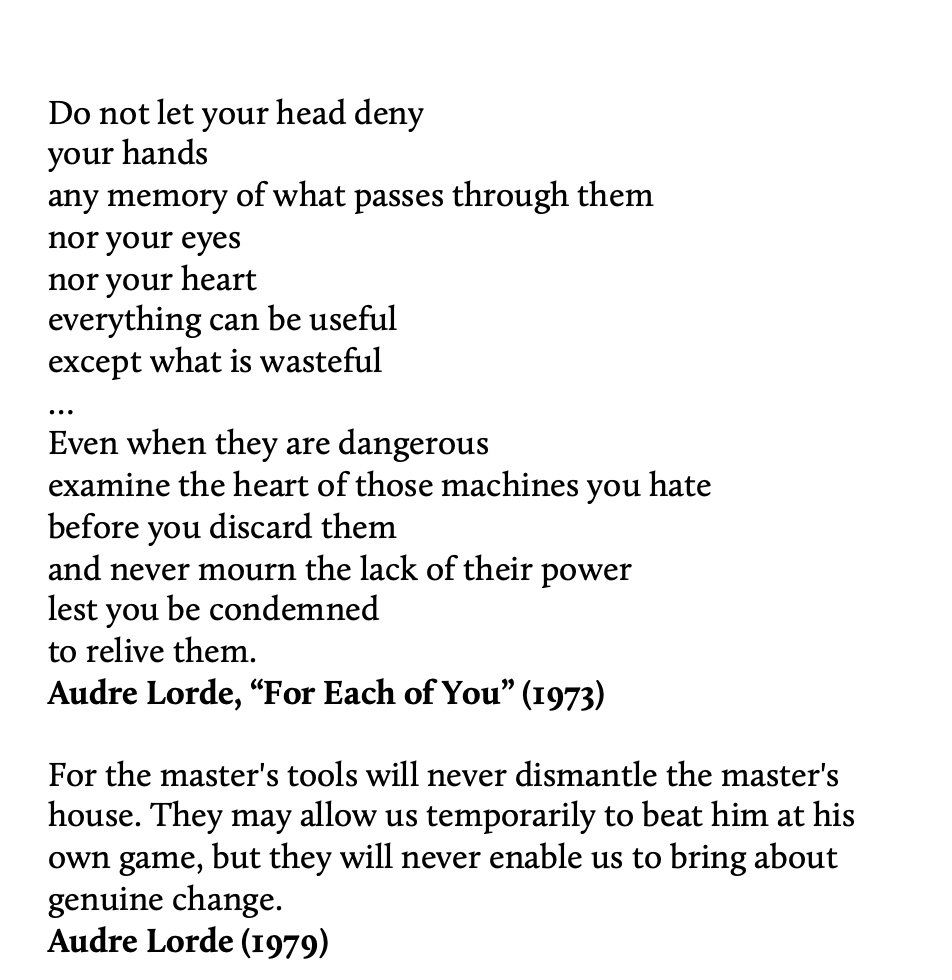 Do not let your head deny
your hands
any memory of what passes through them
nor your eyes
nor your heart
everything can be useful
except what is wasteful
...
Even when they are dangerous
examine the heart of those machines you hate
before you discard them
and never mourn the lack of their power
lest you be condemned
to relive them.
Audre Lorde, “For Each of You” (1973)
For the master's tools will never dismantle the master's
house. They may allow us temporarily to beat him at his
own game, but they will never enable us to bring about
genuine change.
Audre Lorde (1979)